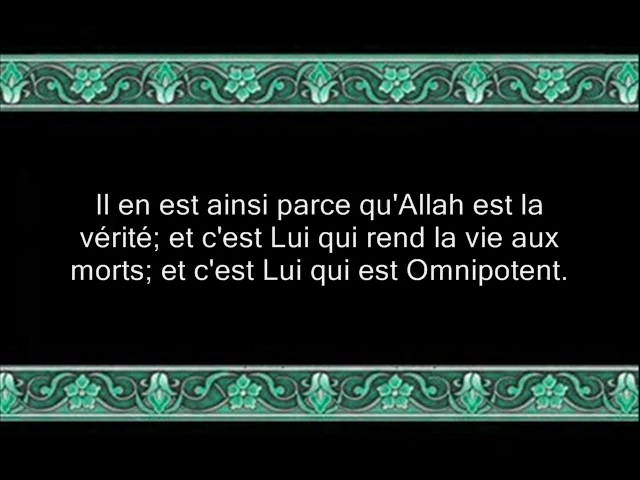 Il en est ainsi parce qu'Allah est la
vérité; et c'est Lui qui rend la vie aux
morts; et c'est Lui qui est Omnipotent.